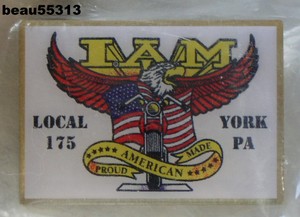 beau55313
IAM
LOCAL
175
YORK
PA
PROUD AMERICAN MADE